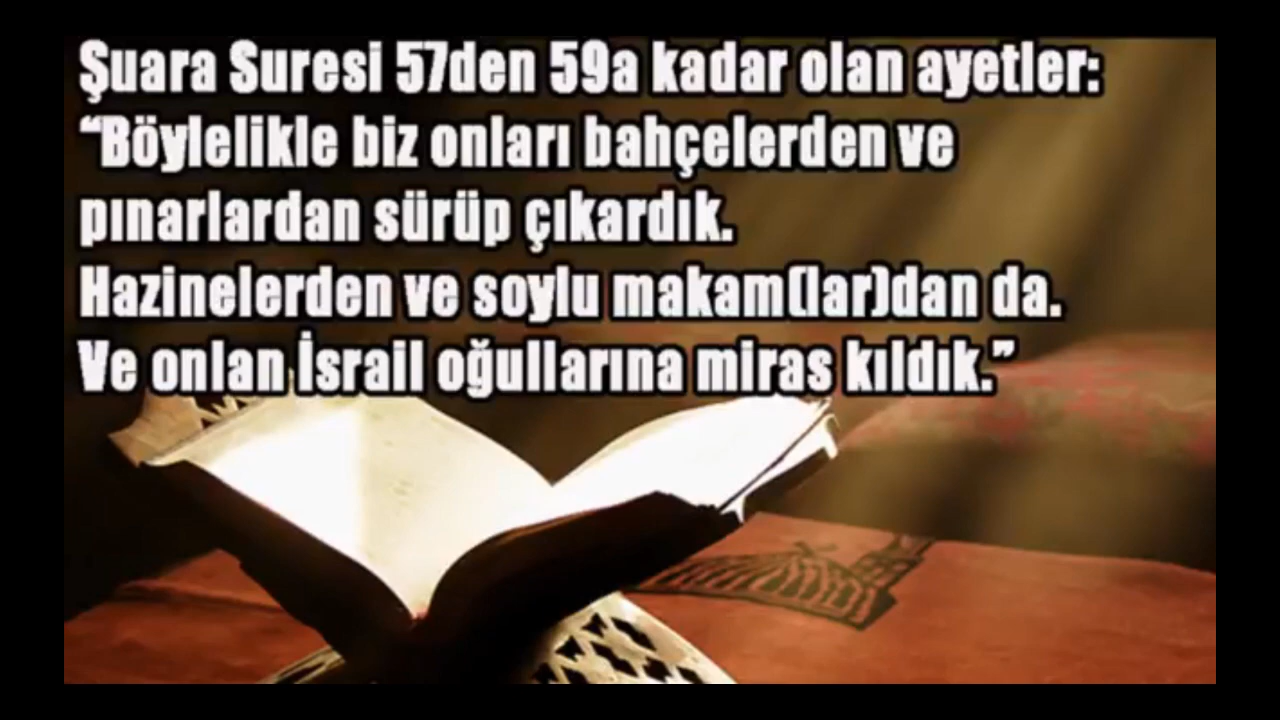 Şuara Suresi 57den 59a kadar olan ayetler:
“Böylelikle biz onları bahçelerden ve
pınarlardan sürüp çıkardık.
Hazinelerden ve soylu makam(lar)dan da.
Ve onlan İsrail oğullarına miras kıldık.”